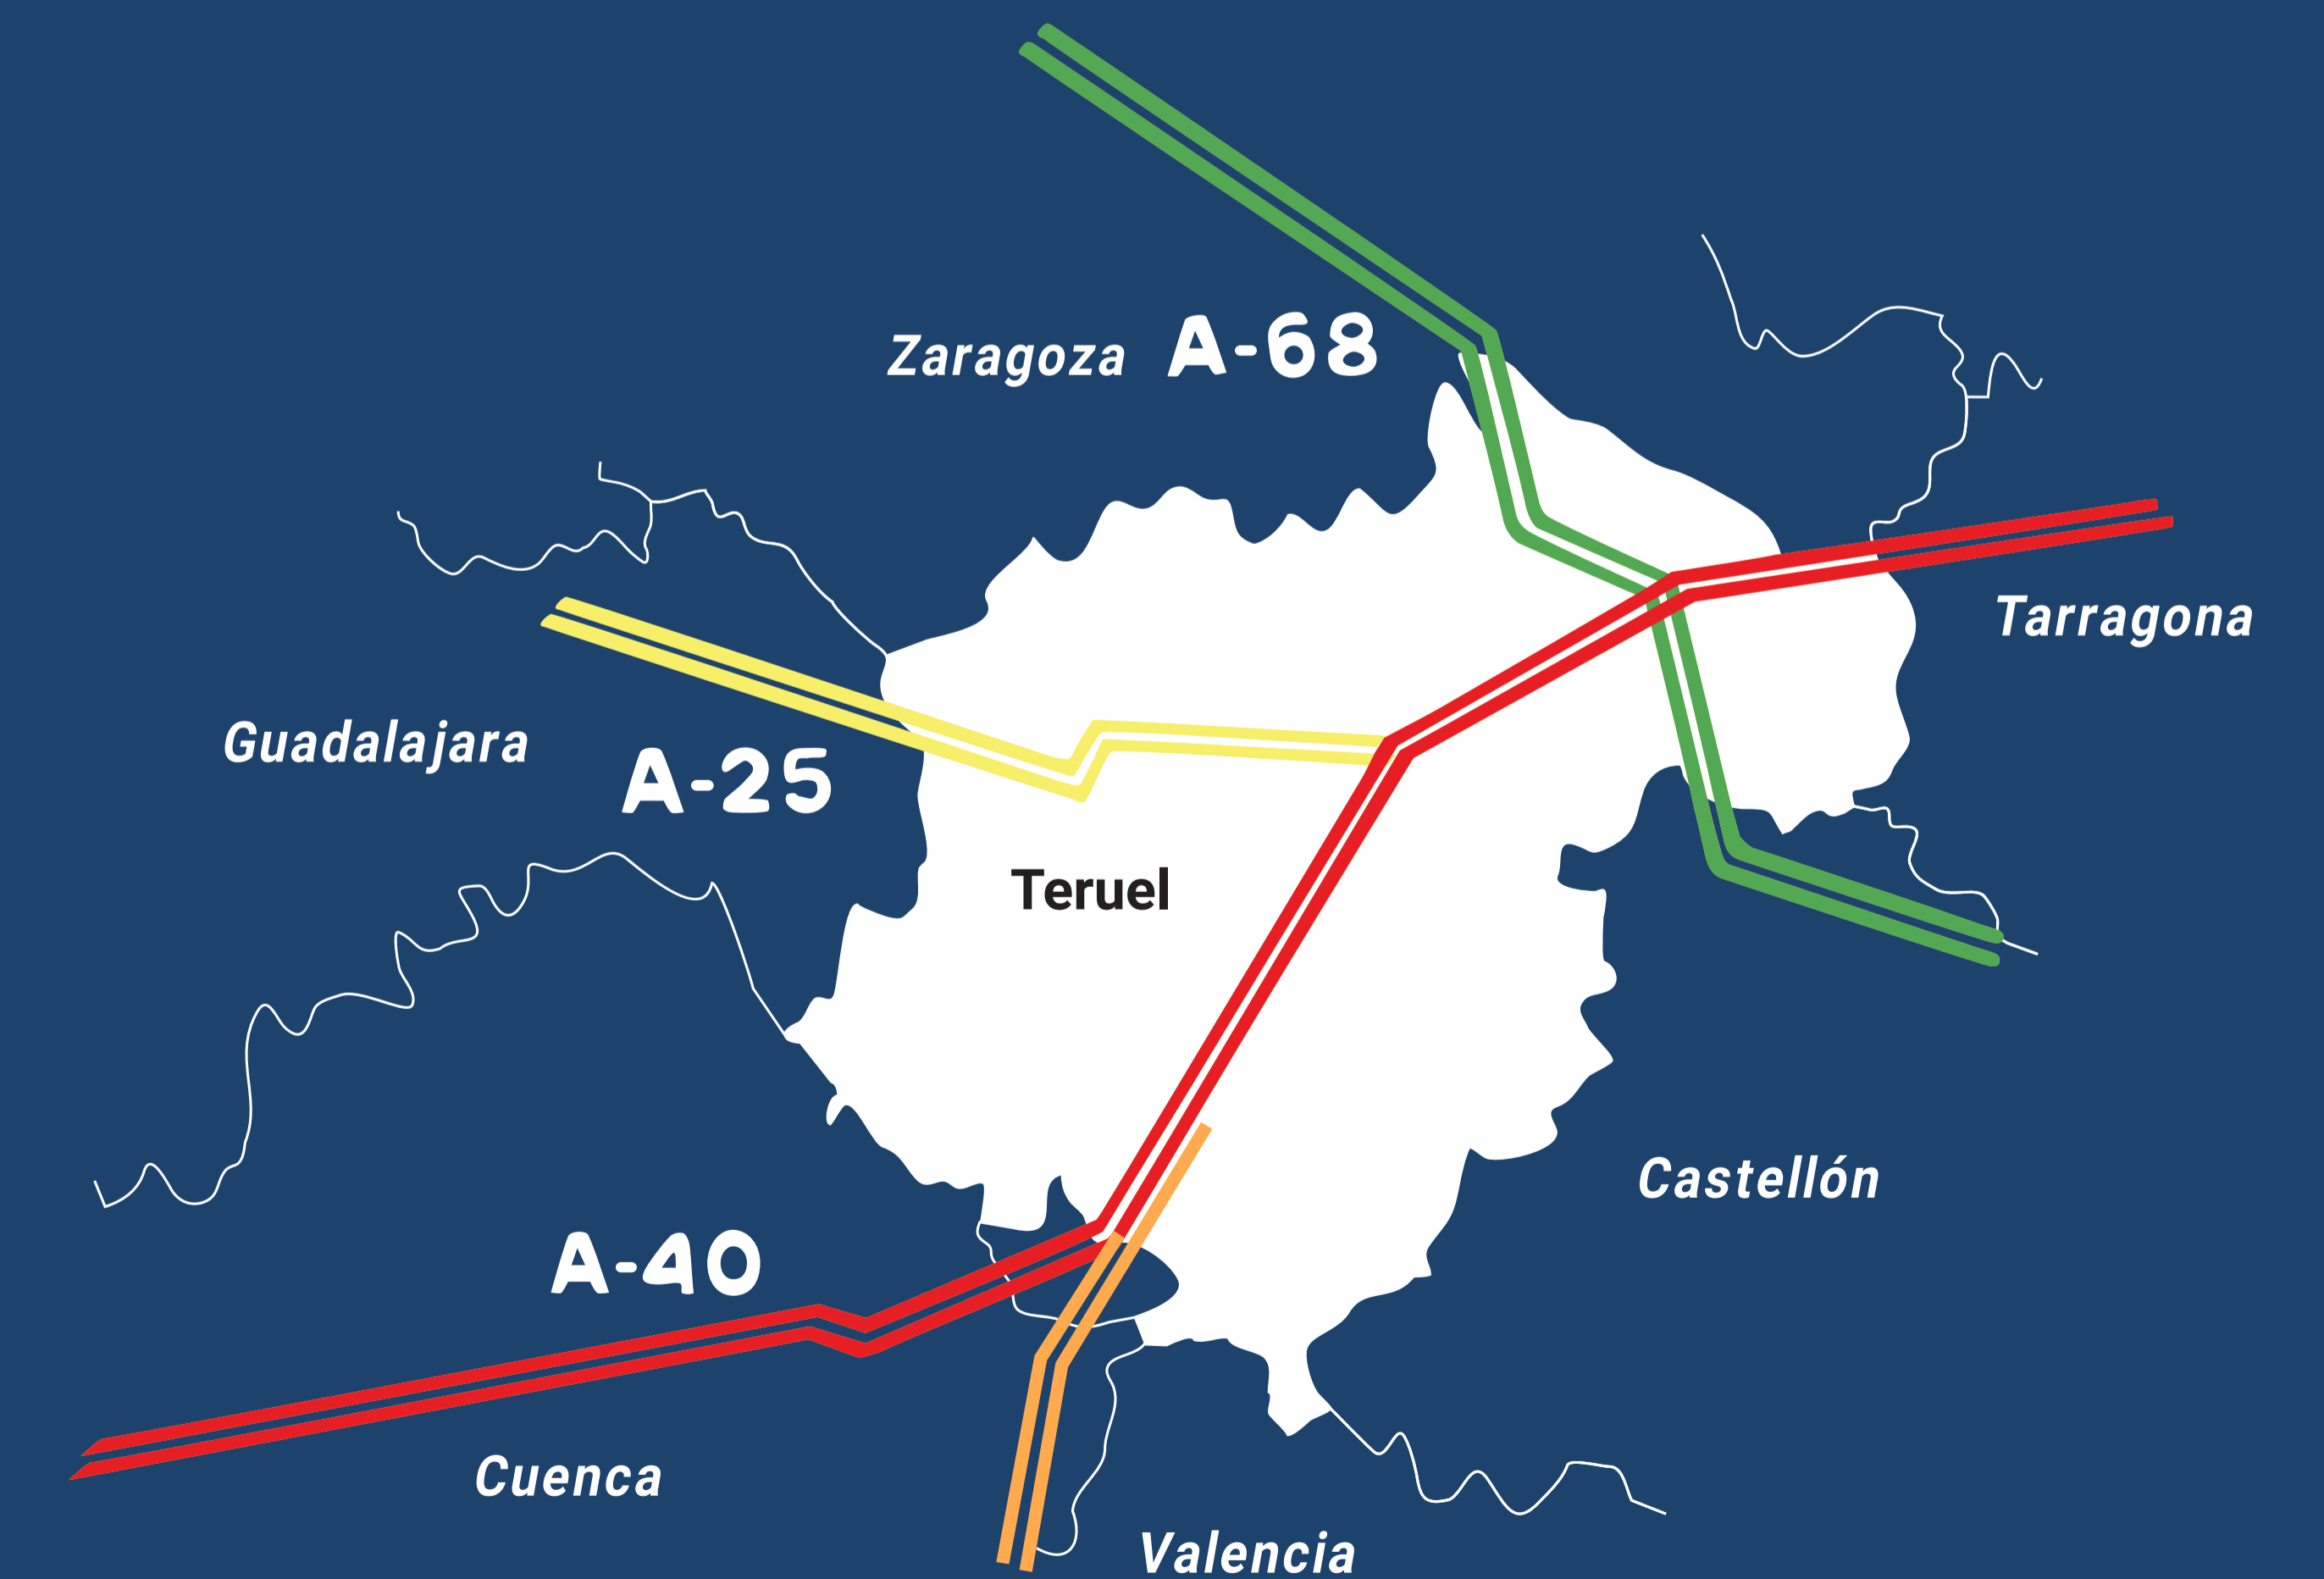 Zaragoza A-68
Tarragona
Guadalajara
A-25
Teruel
Castellón
A-40
Cuenca
Valencia